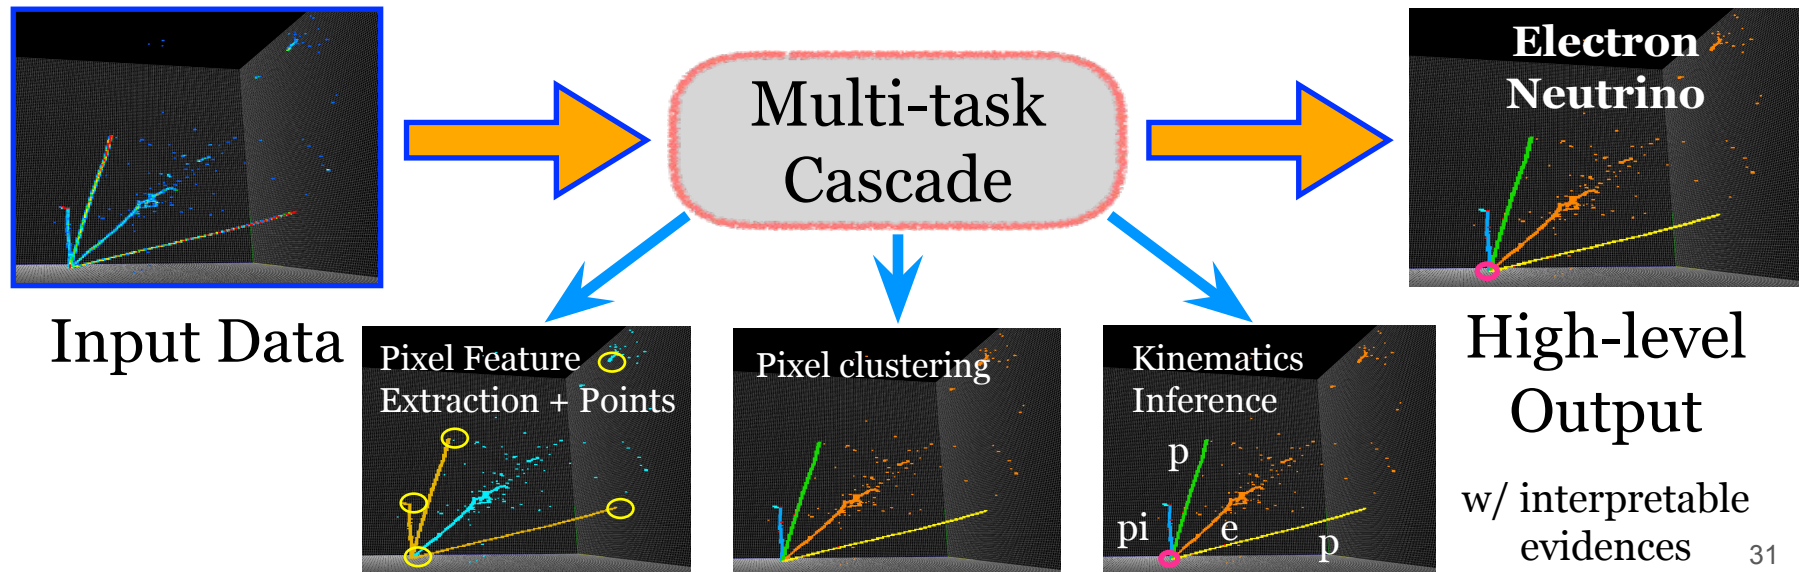 Input Data
Multi-task
Cascade
Pixel Feature
Extraction + Points
Pixel clustering
Kinematics
Inference
p
pi
e
p
Electron
Neutrino
High-level
Output
w/ interpretable
evidences
31